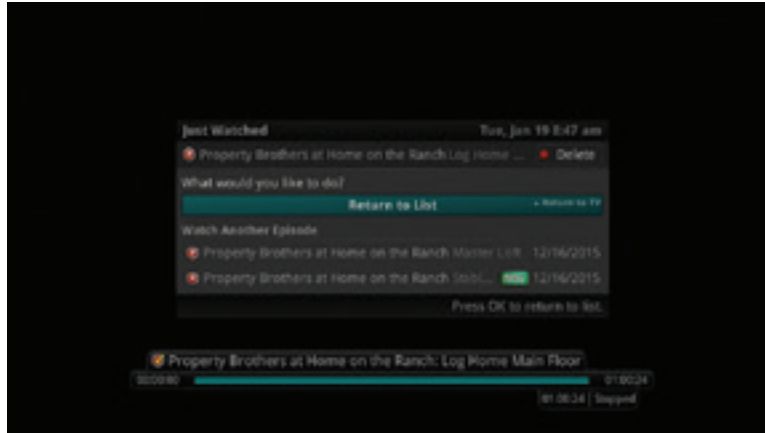 Just Watched Tue, Jan 19 8:47 am
Property Brothers at Home on the Ranch Log Home ... Delete
What would you like to do?
Return to List Return to TV
Watch Another Episode
Property Brothers at Home on the Ranch Master Loft 12/16/2015
Property Brothers at Home on the Ranch Stabl... 12/16/2015
Press OK to return to list.
Property Brothers at Home on the Ranch: Log Home Main Floor
00:00:00 01:00:24
01:00:24 Stopped